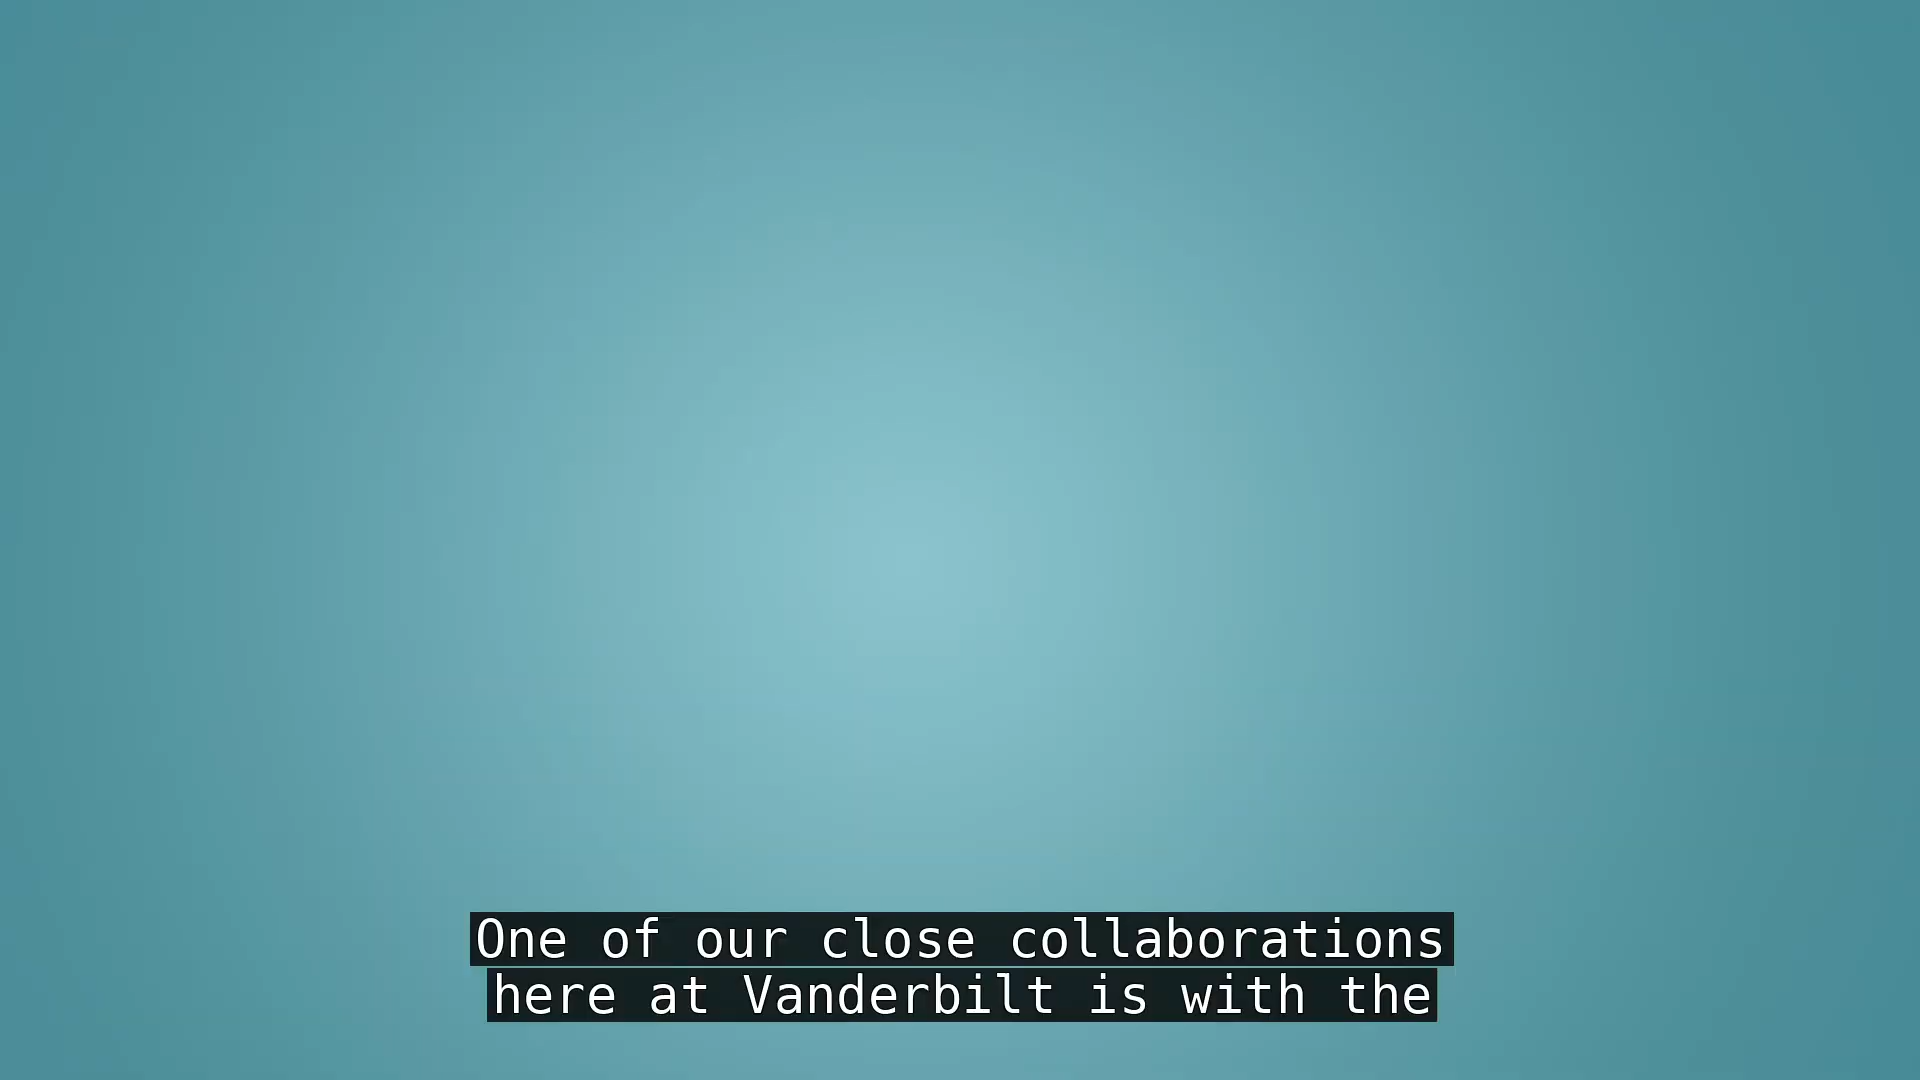 One of our close collaborations
here at Vanderbilt is with the